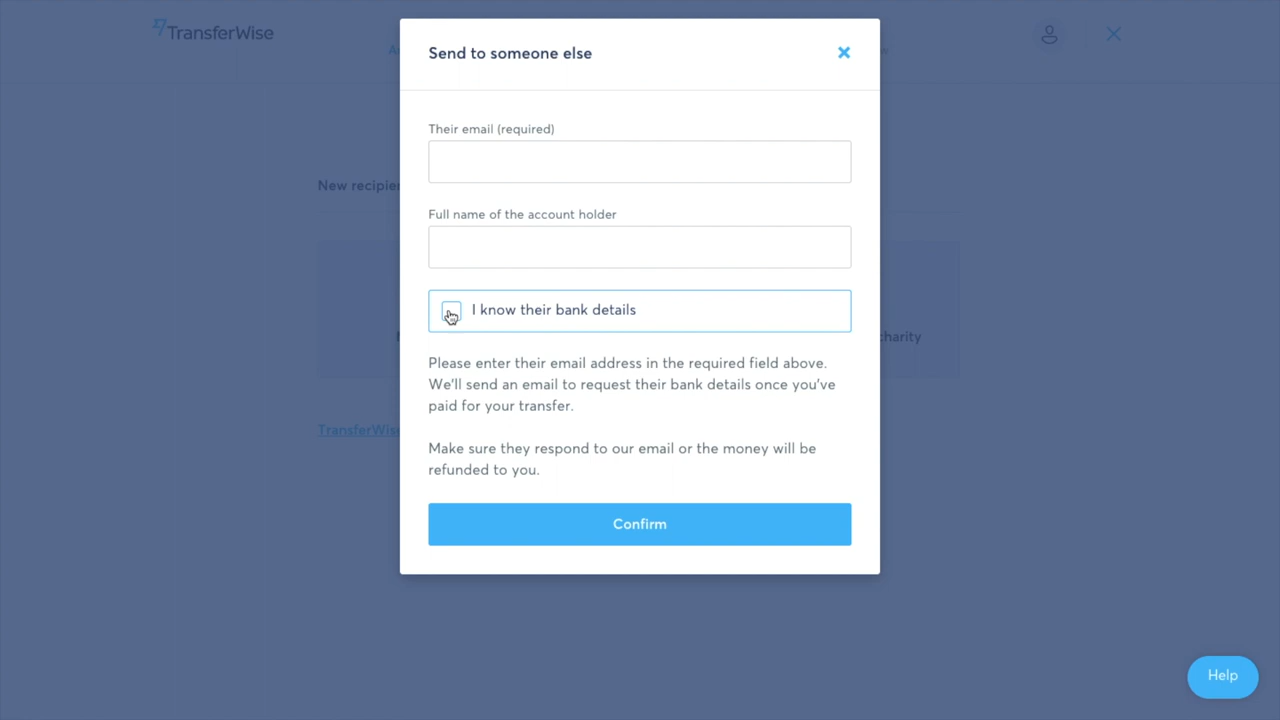 TransferWise
Send to someone else
Their email (required)
New recipie
Full name of the account holder
I know their bank details
charity
Please enter their email address in the required field above.
We'll send an email to request their bank details once you've
paid for your transfer.
TransferWise
Make sure they respond to our email or the money will be
refunded to you.
Confirm
Help